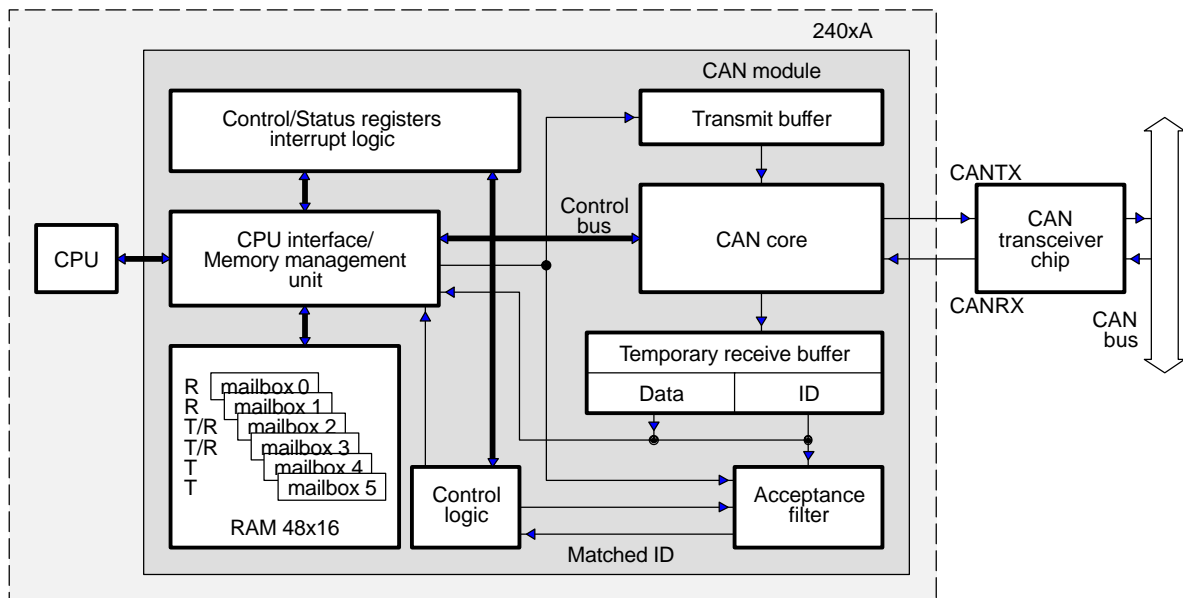 240xA
CAN module
Control/Status registers
interrupt logic
Transmit buffer
CANTX
Control
bus
CPU
CPU interface/
Memory management
unit
CAN core
CAN
transceiver
chip
CANRX
CAN
bus
Temporary receive buffer
Data
ID
R mailbox 0
R mailbox 1
T/R mailbox 2
T/R mailbox 3
T mailbox 4
T mailbox 5
RAM 48x16
Control
logic
Acceptance
filter
Matched ID